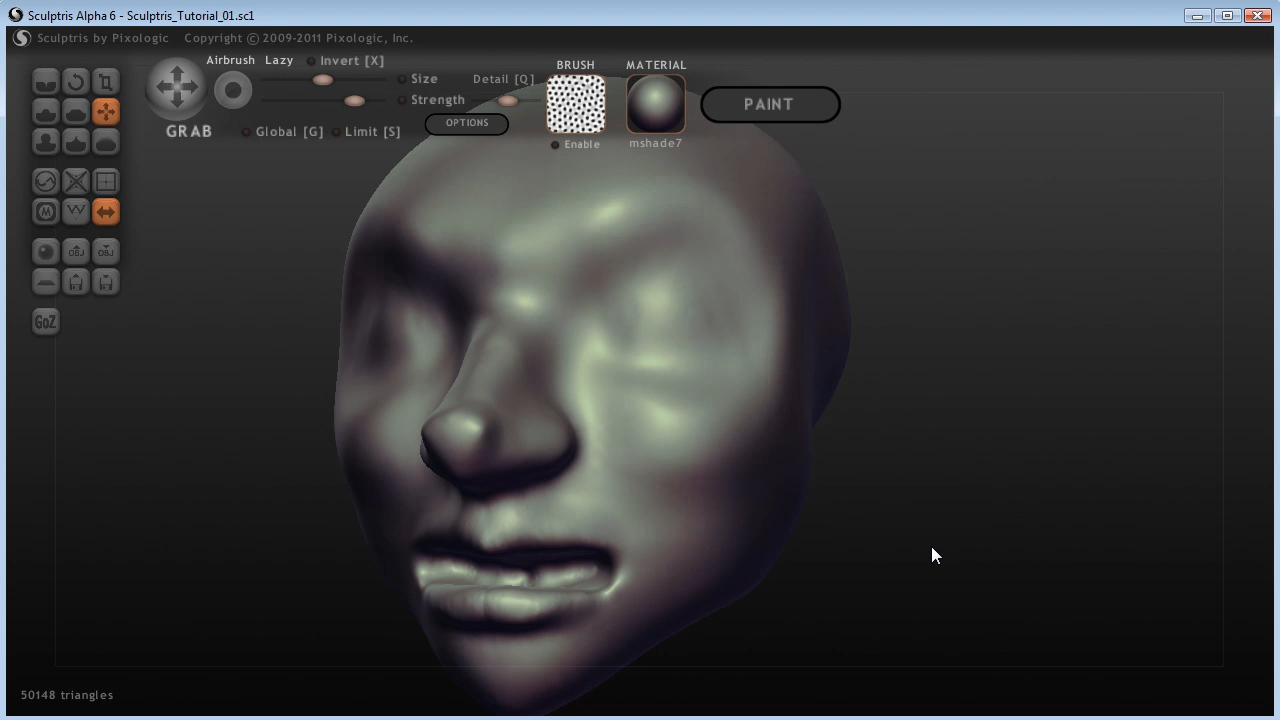 Sculptris Alpha 6 - Sculptris_Tutorial_01.sc1
Sculptris by Pixologic Copyright © 2009-2011 Pixologic, Inc.
Airbrush Lazy Invert [X]
BRUSH MATERIAL
Size Detail [Q]
Strength
PAINT
GRAB
Global [G] Limit [S]
OPTIONS
Enable mshade7
M
OBJ OBJ
GoZ
50148 triangles